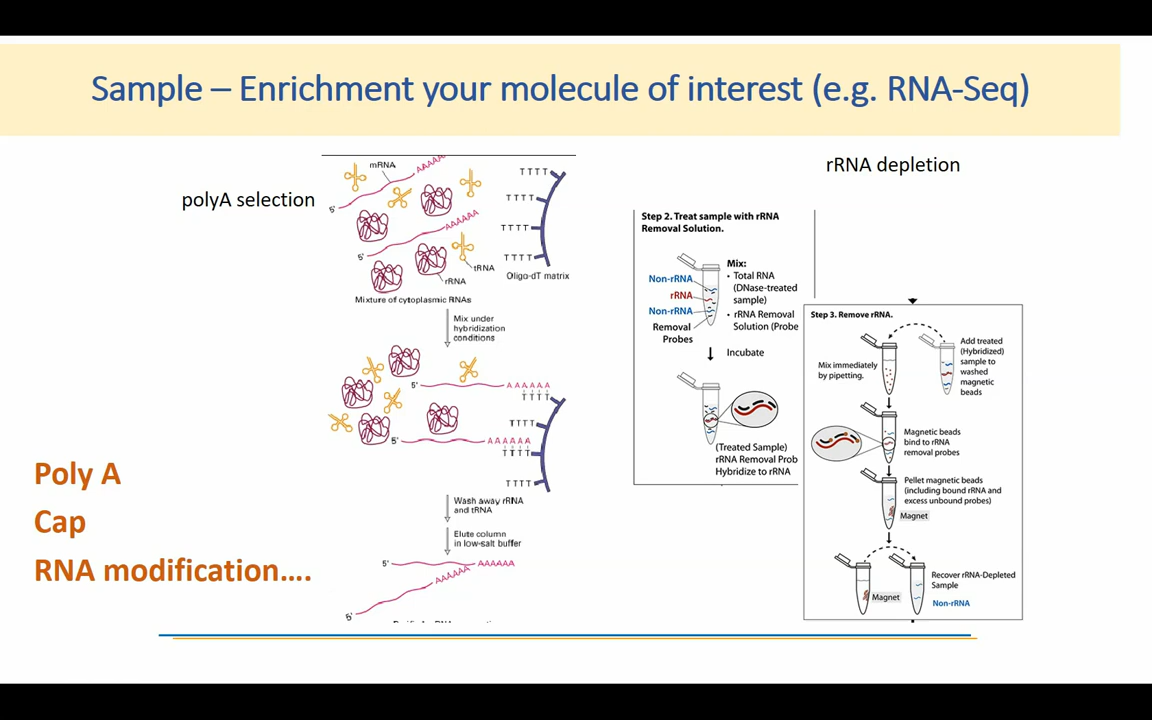 Sample – Enrichment your molecule of interest (e.g. RNA-Seq)
polyA selection
mRNA
AAAAA
TTTT
5'
TTTT
AAAAAA
TTTT
5'
TTTT
tRNA
rRNA
Oligo-dT matrix
Mixture of cytoplasmic RNAs
Mix under
hybridization
conditions
5'
AAAAAA
TTTT
TTTT
5'
AAAAAA
TTTT
TTTT
Wash away rRNA
and tRNA
Elute column
in low-salt buffer
5'
AAAAAA
AAAAAA
5'
Poly A
Cap
RNA modification....
rRNA depletion
Step 2. Treat sample with rRNA
Removal Solution.
Non-rRNA
rRNA
Non-rRNA
Removal
Probes
Mix:
• Total RNA
(DNase-treated
sample)
• rRNA Removal
Solution (Probe
Incubate
(Treated Sample)
rRNA Removal Prob
Hybridize to rRNA
Step 3. Remove rRNA.
Mix immediately
by pipetting.
Add treated
(Hybridized)
sample to
washed
magnetic
beads
Magnetic beads
bind to rRNA
removal probes
Pellet magnetic beads
(including bound rRNA and
excess unbound probes)
Magnet
Magnet
Recover rRNA-Depleted
Sample
Non-rRNA